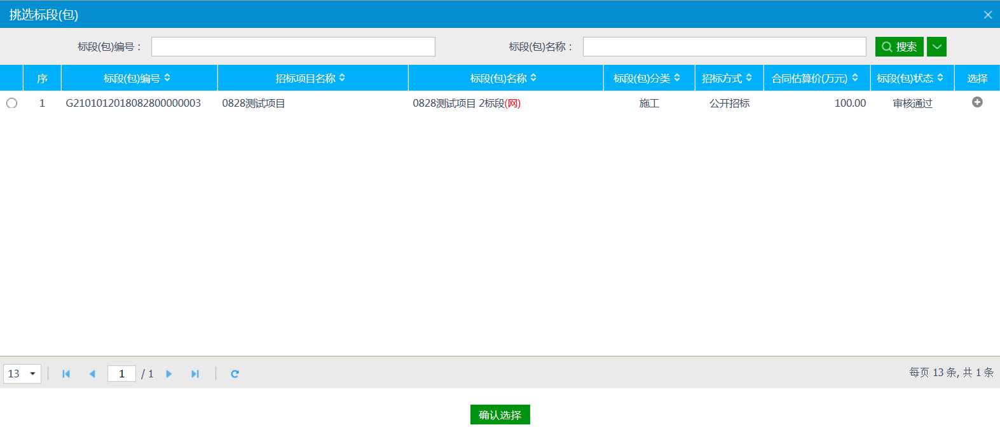 挑选标段(包)
标段(包)编号： 标段(包)名称： 搜索
序 标段(包)编号 招标项目名称 标段(包)名称 标段(包)分类 招标方式 合同估算价(万元) 标段(包)状态 选择
1 G2101012018082800000003 0828测试项目 0828测试项目 2标段(网) 施工 公开招标 100.00 审核通过
13 1 / 1 每页 13 条, 共 1 条
确认选择